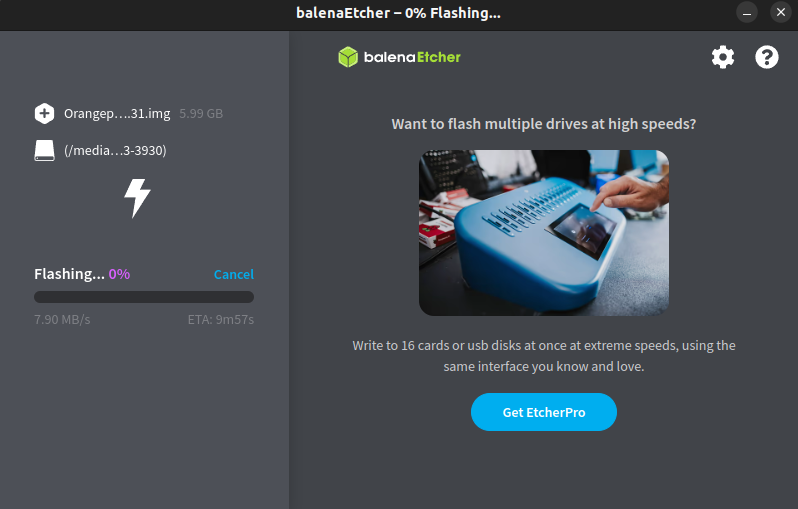 balenaEtcher – 0% Flashing...
balenaEtcher
Orangep....31.img 5.99 GB
(/media...3-3930)
Flashing... 0% Cancel
7.90 MB/s ETA: 9m57s
Want to flash multiple drives at high speeds?
Write to 16 cards or usb disks at once at extreme speeds, using the
same interface you know and love.
Get EtcherPro